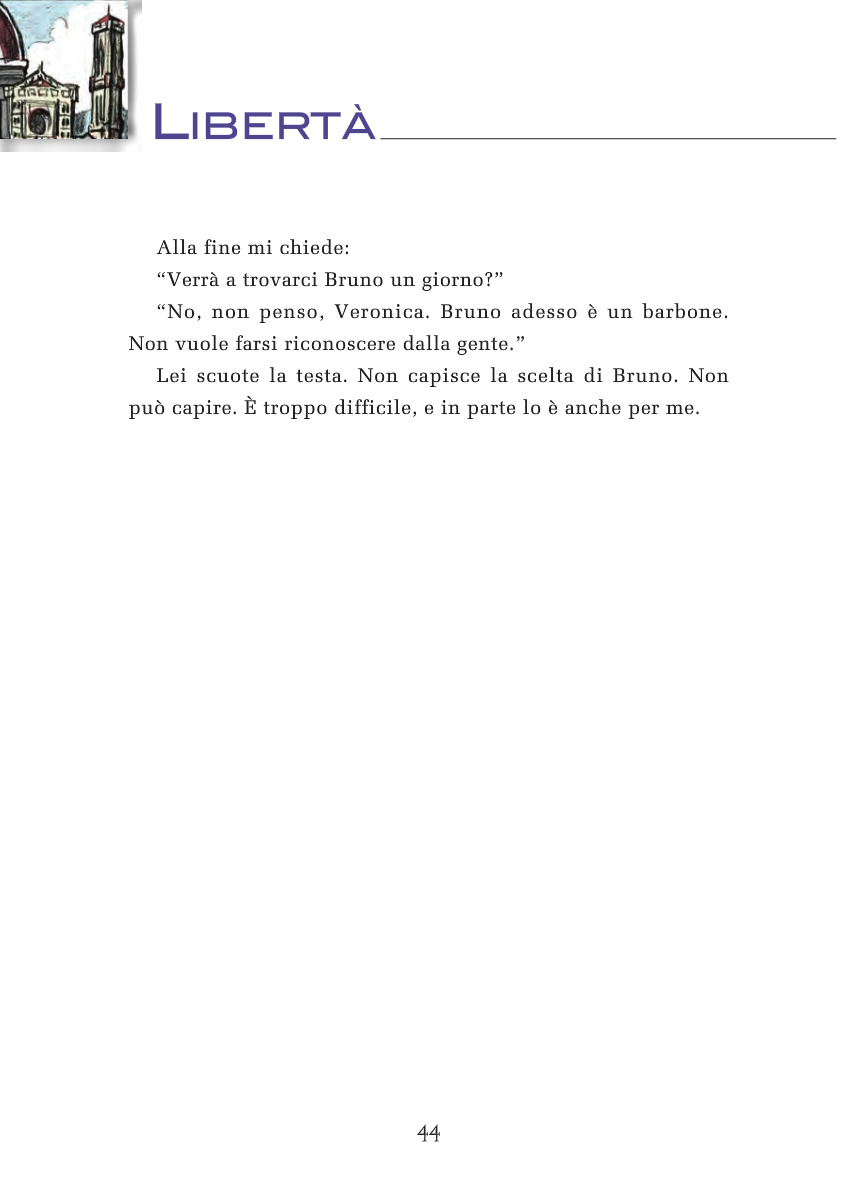 LIBERTÀ
Alla fine mi chiede:
“Verrà a trovarci Bruno un giorno?”
“No, non penso, Veronica. Bruno adesso è un barbone.
Non vuole farsi riconoscere dalla gente.”
Lei scuote la testa. Non capisce la scelta di Bruno. Non
può capire. È troppo difficile, e in parte lo è anche per me.
44